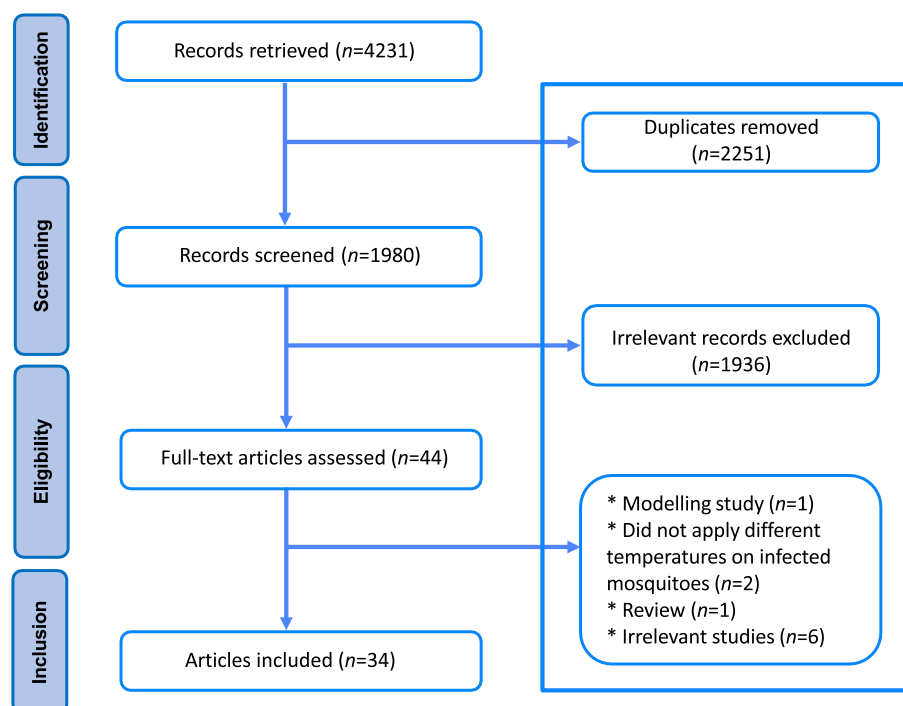 Identification
Records retrieved (n=4231)
Duplicates removed
(n=2251)
Screening
Records screened (n=1980)
Irrelevant records excluded
(n=1936)
Eligibility
Full-text articles assessed (n=44)
* Modelling study (n=1)
* Did not apply different
temperatures on infected
mosquitoes (n=2)
* Review (n=1)
* Irrelevant studies (n=6)
Inclusion
Articles included (n=34)